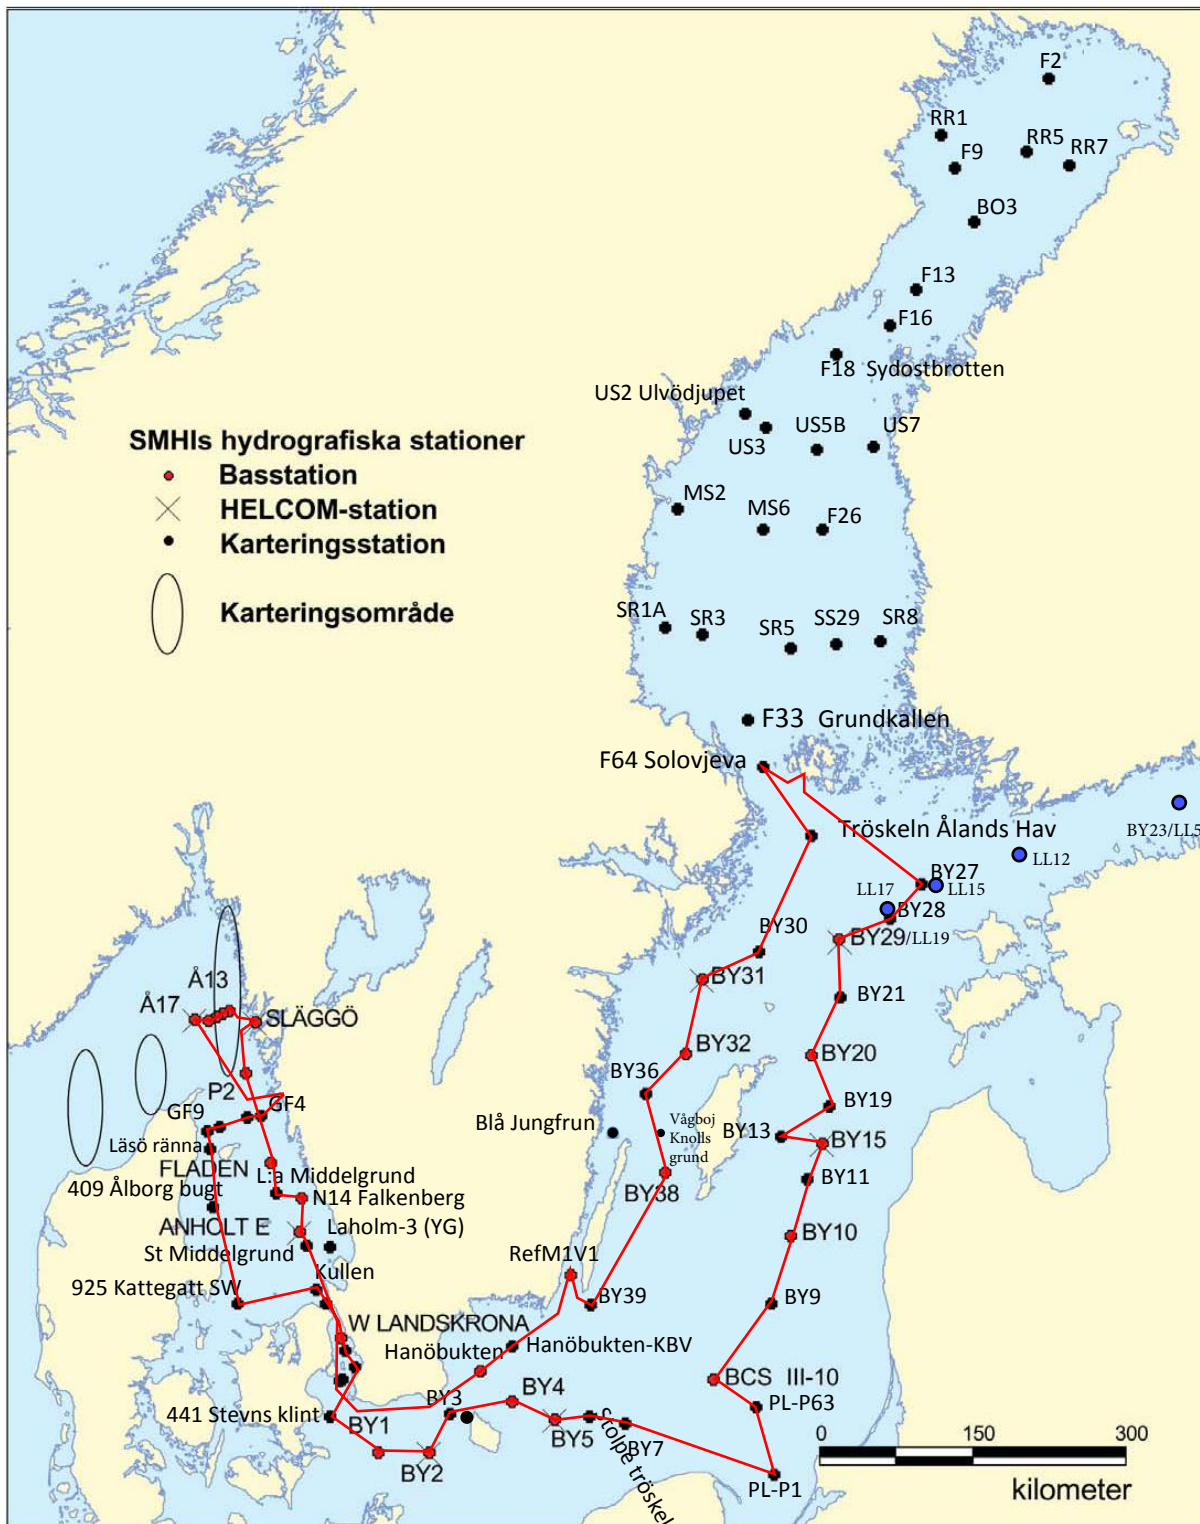 F2
RR1
RR5
RR7
F9
BO3
F13
F16
F18 Sydostbrotten
US2 Ulvödjupet
US5B
US7
US3
SMHIs hydrografiska stationer
Basstation
HELCOM-station
Karteringsstation
Karteringsområde
MS2
MS6
F26
SR1A
SR3
SR5
SS29
SR8
F33 Grundkallen
F64 Solovjeva
Tröskeln Ålands Hav
BY23/LL5
LL12
BY27
LL15
LL17
BY28
BY29/LL19
BY30
BY31
BY21
Å13
Å17
SLÄGGÖ
BY32
BY20
BY36
BY19
P2
GF4
GF9
Blå Jungfrun
Vågboj
Knolls
grund
BY13
BY15
Läsö ränna
FLADEN
L:a Middelgrund
BY11
409 Ålborg bugt
N14 Falkenberg
BY38
ANHOLT E
Laholm-3 (YG)
BY10
St Middelgrund
RefM1V1
Kullen
925 Kattegatt SW
BY39
BY9
W LANDSKRONA
Hanöbukten
Hanöbukten-KBV
BCS III-10
BY4
BY3
PL-P63
441 Stevns klint
BY1
BY5
BY7
Stolpe tröskel
BY2
PL-P1
0 150 300
kilometer